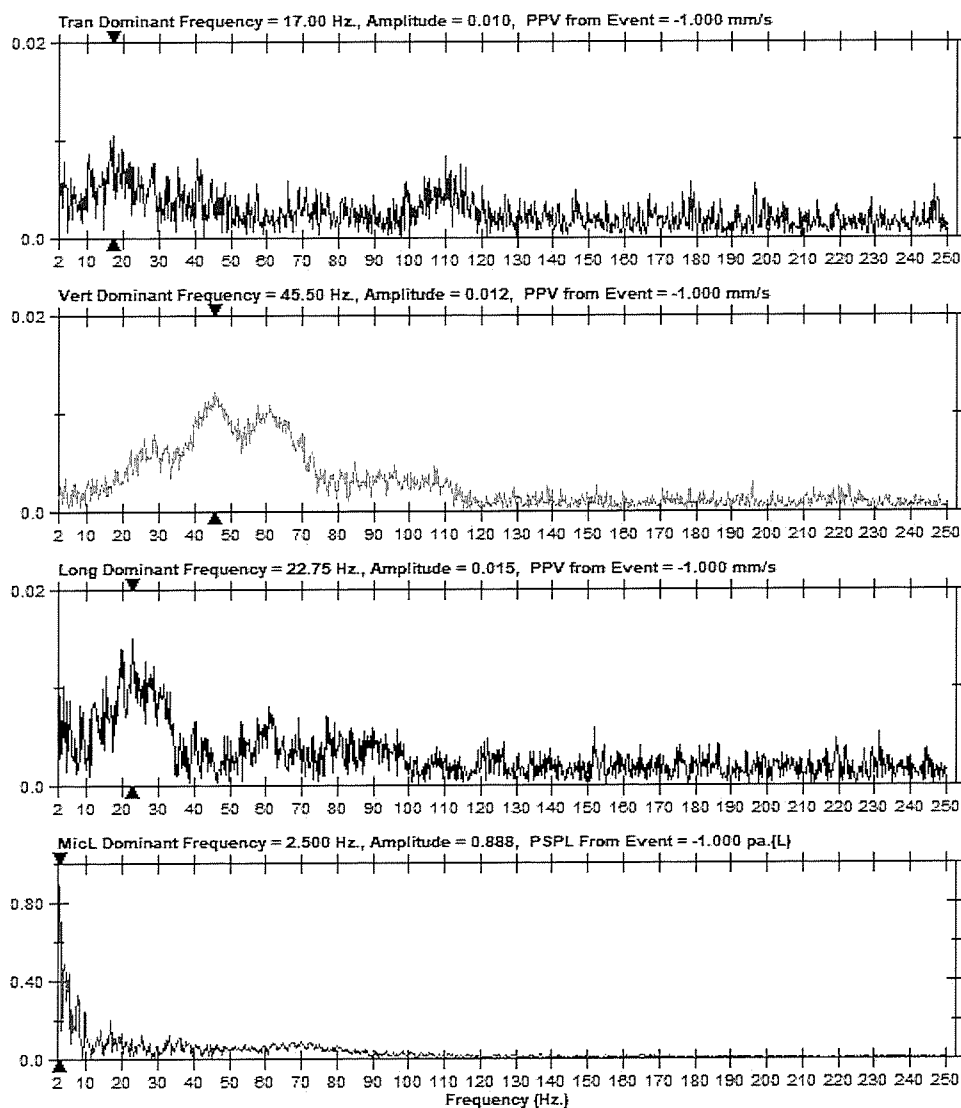 Tran Dominant Frequency = 17.00 Hz., Amplitude = 0.010, PPV from Event = -1.000 mm/s
0.02
0.0
2 10 20 30 40 50 60 70 80 90 100 110 120 130 140 150 160 170 180 190 200 210 220 230 240 250
Vert Dominant Frequency = 45.50 Hz., Amplitude = 0.012, PPV from Event = -1.000 mm/s
0.02
0.0
2 10 20 30 40 50 60 70 80 90 100 110 120 130 140 150 160 170 180 190 200 210 220 230 240 250
Long Dominant Frequency = 22.75 Hz., Amplitude = 0.015, PPV from Event = -1.000 mm/s
0.02
0.0
2 10 20 30 40 50 60 70 80 90 100 110 120 130 140 150 160 170 180 190 200 210 220 230 240 250
MicL Dominant Frequency = 2.500 Hz., Amplitude = 0.888, PSPL From Event = -1.000 pa.{L}
0.80
0.40
0.0
2 10 20 30 40 50 60 70 80 90 100 110 120 130 140 150 160 170 180 190 200 210 220 230 240 250
Frequency {Hz.}